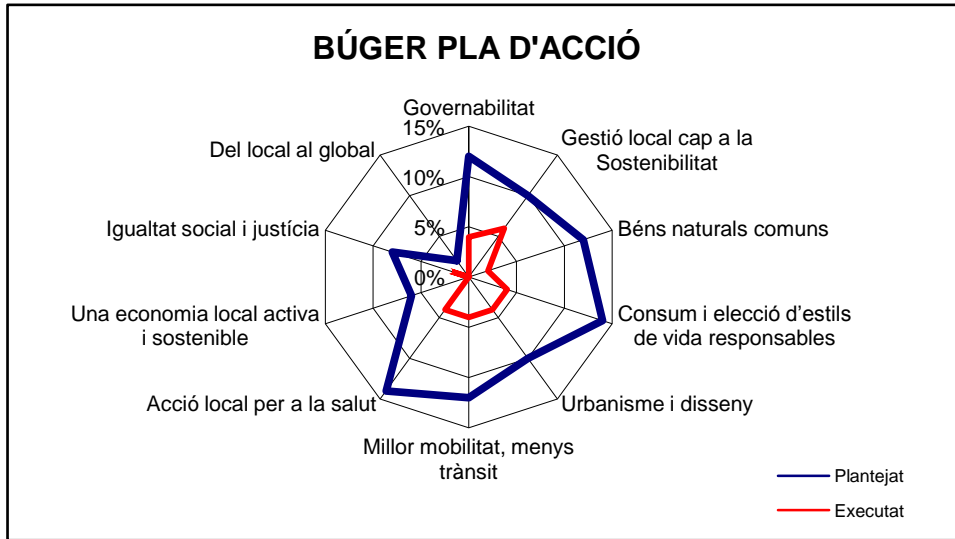 BÚGER PLA D'ACCIÓ
Governabilitat
15%
10%
5%
0%
Gestió local cap a la
Sostenibilitat
Béns naturals comuns
Consum i elecció d’estils
de vida responsables
Urbanisme i disseny
Millor mobilitat, menys
trànsit
Acció local per a la salut
Una economia local activa
i sostenible
Igualtat social i justícia
Del local al global
Plantejat
Executat